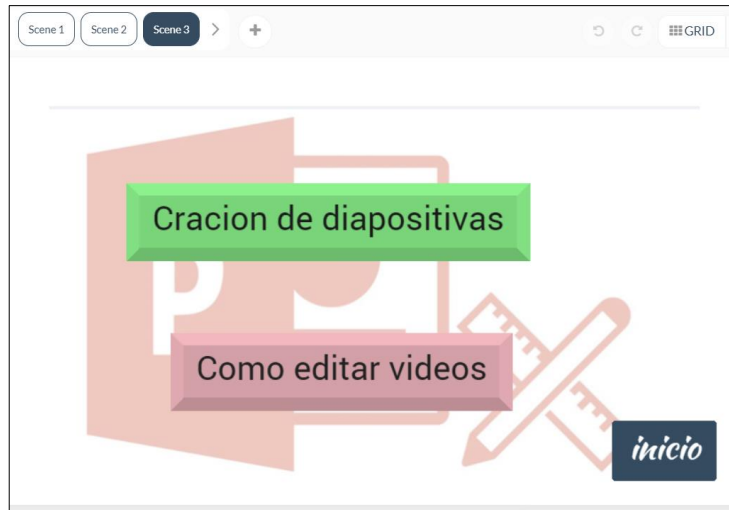 Scene 1 Scene 2 Scene 3 GRID
P
Cracion de diapositivas
Como editar videos
inicio